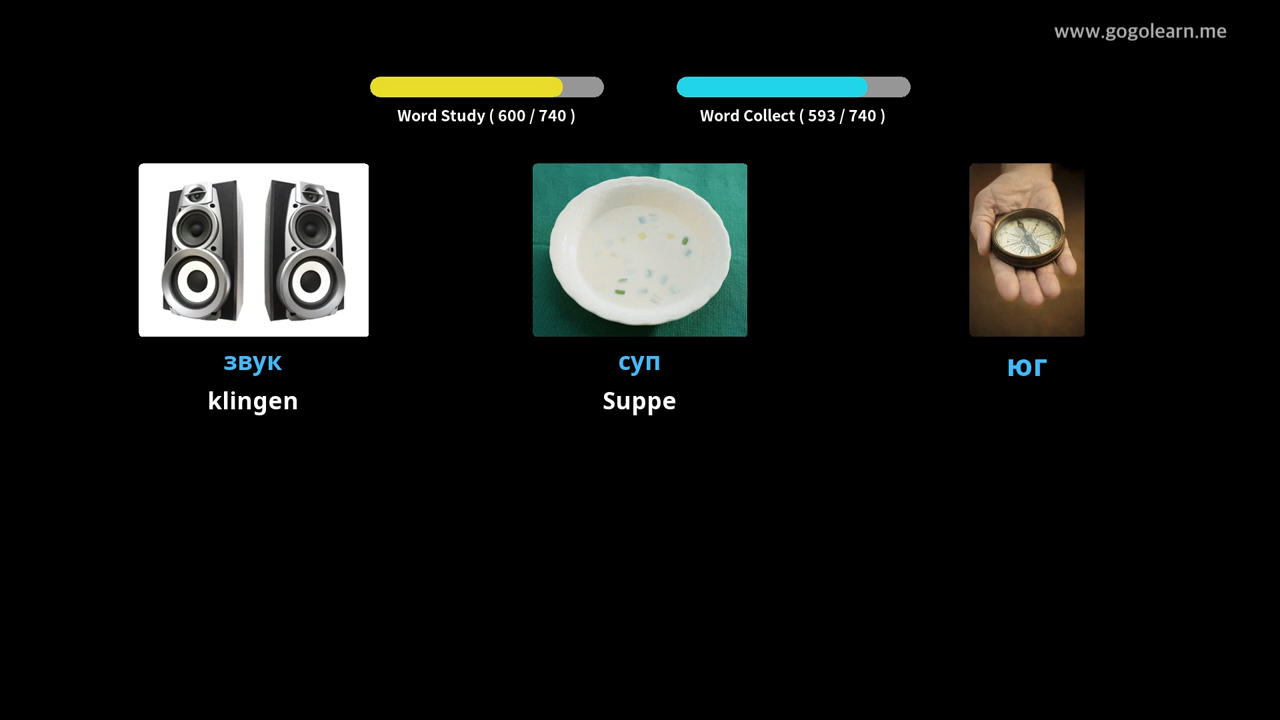 www.gogolearn.me
Word Study ( 600 / 740 )
Word Collect ( 593 / 740 )
звук
klingen
суп
Suppe
юг